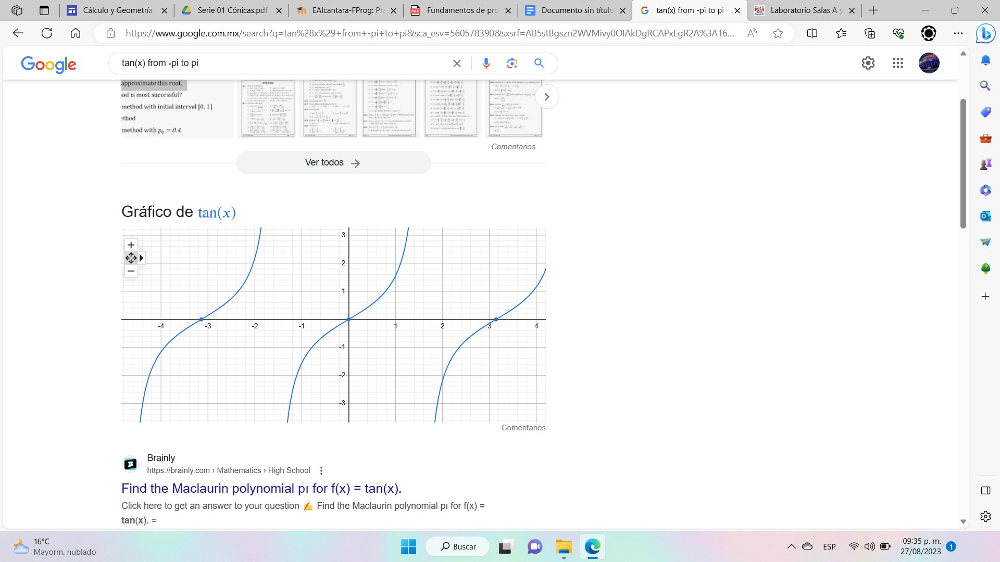 Cálculo y Geometría
Serie 01 Cónicas.pdf
EAlcantara-FProg: Pra
Fundamentos de pro
Documento sin título
tan(x) from -pi to pi -
Laboratorio Salas A y
https://www.google.com.mx/search?q=tan%28x%29+from+-pi+to+pi&sca_esv=560578390&sxsrf=AB5stBgszn2WVMivy0OIAkDgRCAPxEgR2A%3A16...
Google
tan(x) from -pi to pi
approximate this root.
od is most successful?
method with initial interval [0, 1]
thod
method with p₀ = 0.4.
Comentarios
Ver todos
Gráfico de tan(x)
3
2
1
-4 -3 -2 -1 1 2 3 4
-1
-2
-3
Comentarios
Brainly
https://brainly.com › Mathematics › High School
Find the Maclaurin polynomial pı for f(x) = tan(x).
Click here to get an answer to your question ✍ Find the Maclaurin polynomial pı for f(x) =
tan(x). =
16°C
Mayorm. nublado
Buscar
ESP
09:35 p. m.
27/08/2023
1